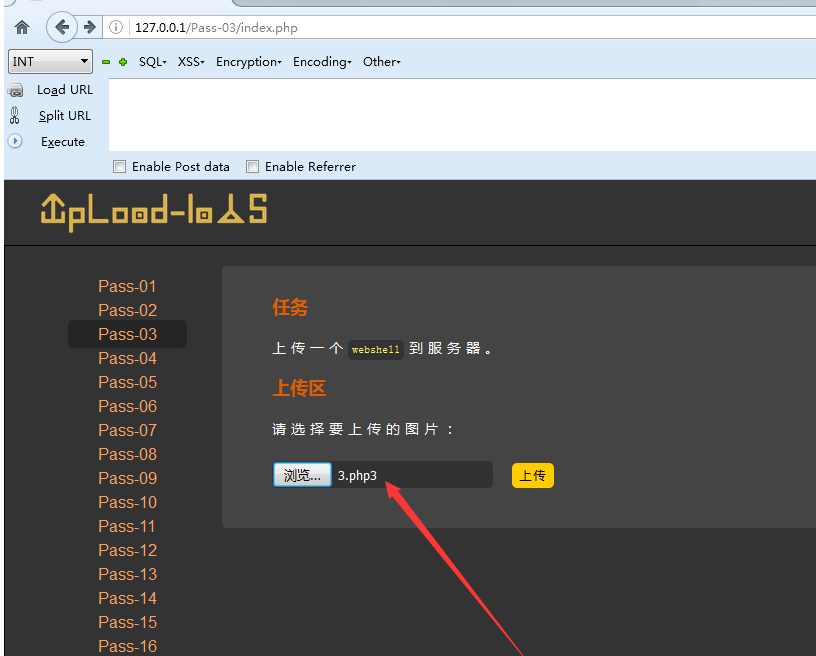 127.0.0.1/Pass-03/index.php
INT SQL- XSS- Encryption- Encoding- Other-
Load URL
Split URL
Execute
Enable Post data Enable Referrer
UpLoad-labs
Pass-01
Pass-02
Pass-03
Pass-04
Pass-05
Pass-06
Pass-07
Pass-08
Pass-09
Pass-10
Pass-11
Pass-12
Pass-13
Pass-14
Pass-15
Pass-16
任务
上传一个 webshell 到服务器。
上传区
请选择要上传的图片：
浏览... 3.php3 上传